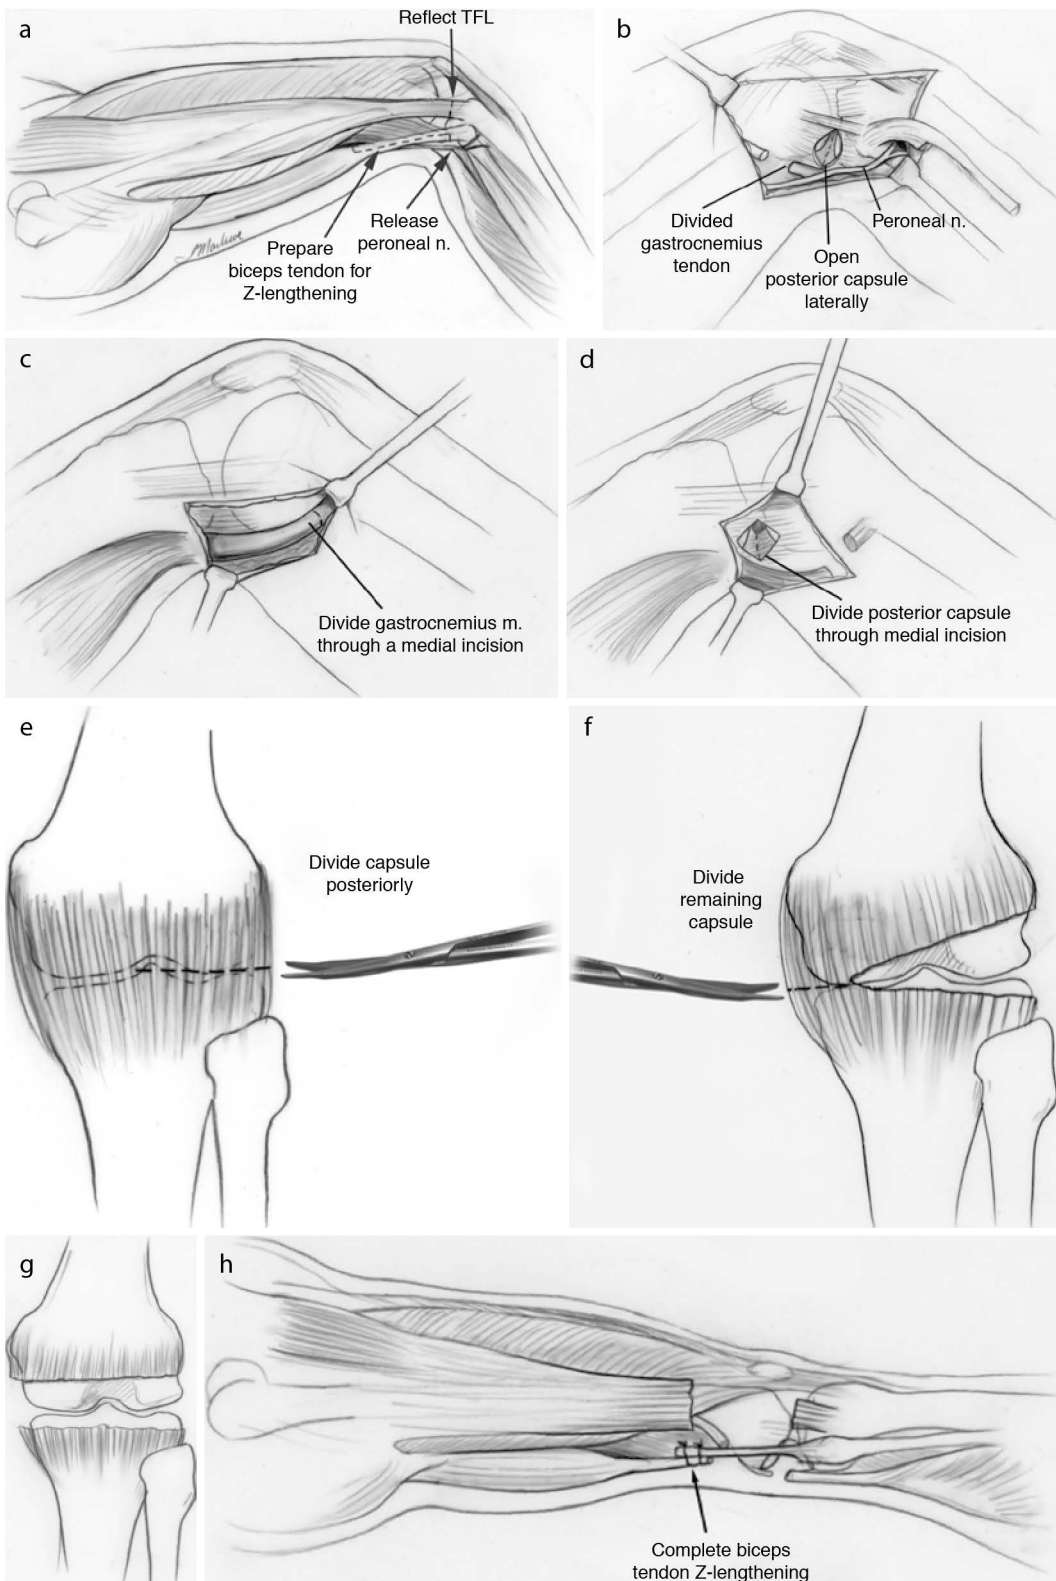 a
Reflect TFL
Release
peroneal n.
Prepare
biceps tendon for
Z-lengthening
b
Divided
gastrocnemius
tendon
Peroneal n.
Open
posterior capsule
laterally
c
Divide gastrocnemius m.
through a medial incision
d
Divide posterior capsule
through medial incision
e
Divide capsule
posteriorly
f
Divide
remaining
capsule
g
h
Complete biceps
tendon Z-lengthening